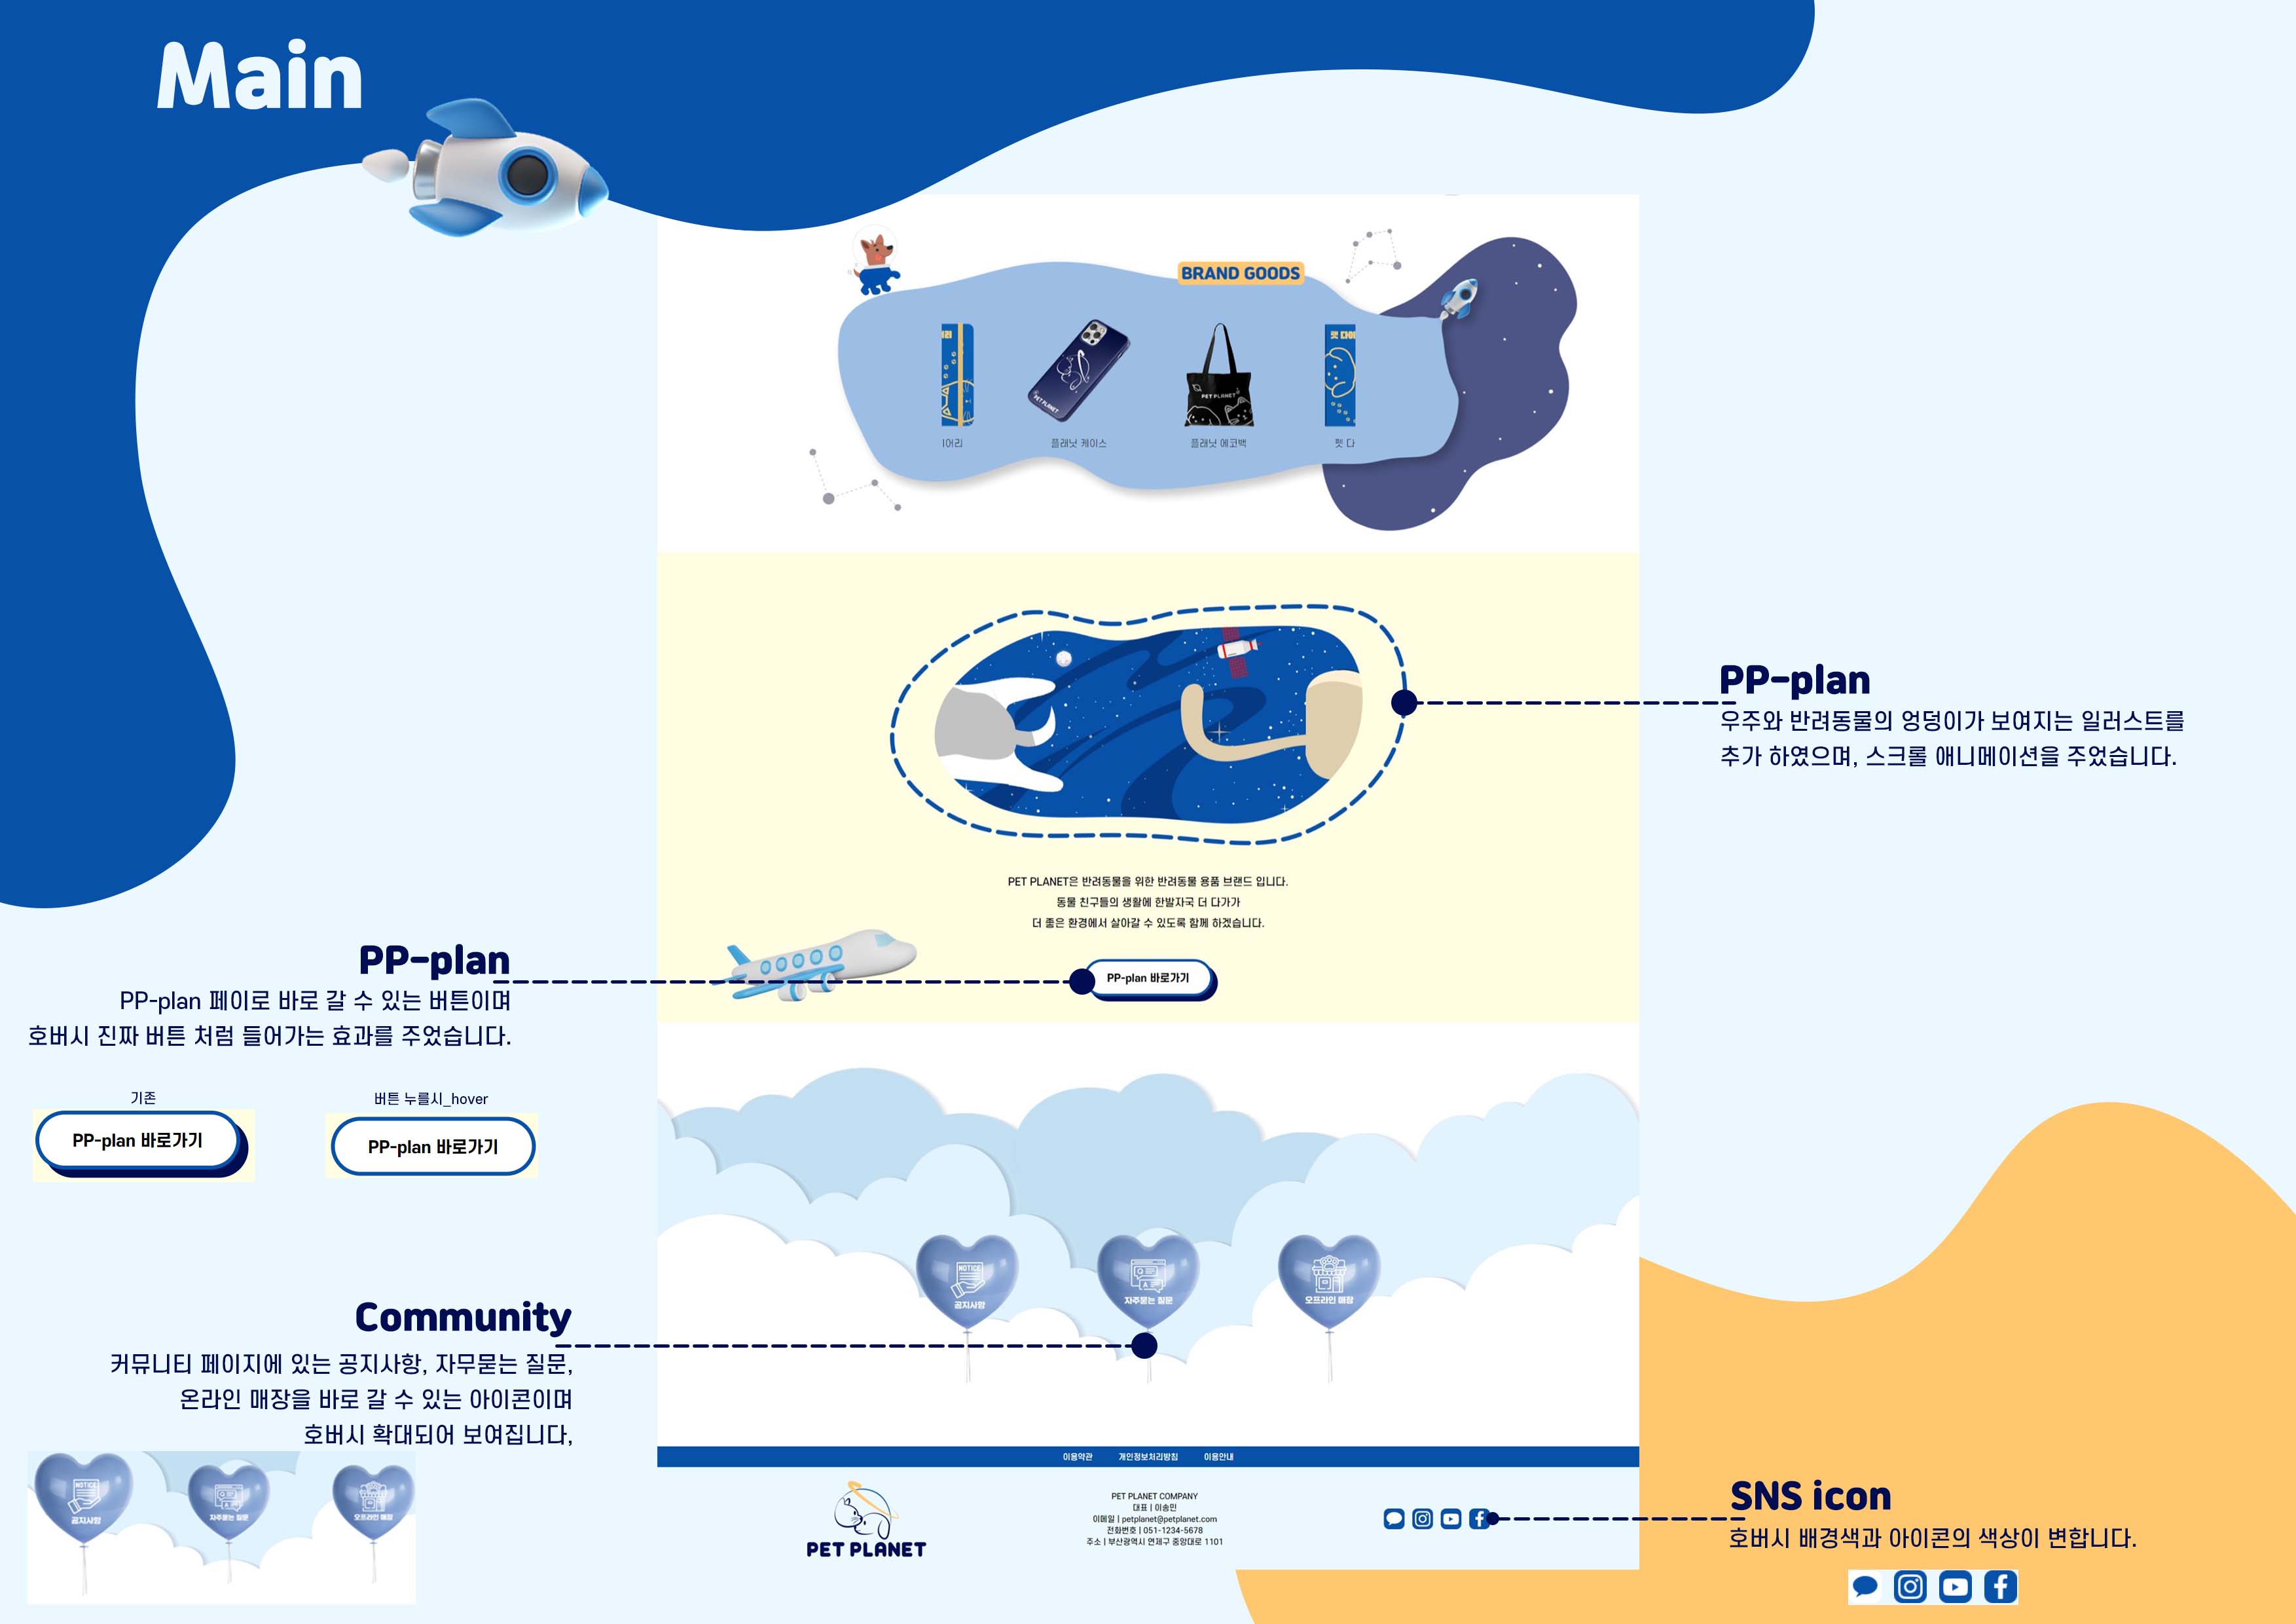 Main
BRAND GOODS
이어리
플래닛 케이스
플래닛 에코백
펫 다
펫 다이
PET PLANET
PET PLANET
PP-plan
우주와 반려동물의 엉덩이가 보여지는 일러스트를
추가 하였으며, 스크롤 애니메이션을 주었습니다.
PET PLANET은 반려동물을 위한 반려동물 용품 브랜드 입니다.
동물 친구들의 생활에 한발자국 더 다가가
더 좋은 환경에서 살아갈 수 있도록 함께 하겠습니다.
PP-plan 바로가기
PP-plan
PP-plan 페이로 바로 갈 수 있는 버튼이며
호버시 진짜 버튼 처럼 들어가는 효과를 주었습니다.
기존
버튼 누를시_hover
PP-plan 바로가기
PP-plan 바로가기
NOTICE
공지사항
자주묻는 질문
오프라인 매장
Community
커뮤니티 페이지에 있는 공지사항, 자무묻는 질문,
온라인 매장을 바로 갈 수 있는 아이콘이며
호버시 확대되어 보여집니다,
NOTICE
공지사항
자주묻는 질문
오프라인 매장
이용약관
개인정보처리방침
이용안내
PET PLANET
PET PLANET COMPANY
대표 | 이송민
이메일 | petplanet@petplanet.com
전화번호 | 051-1234-5678
주소 | 부산광역시 연제구 중앙대로 1101
SNS icon
호버시 배경색과 아이콘의 색상이 변합니다.